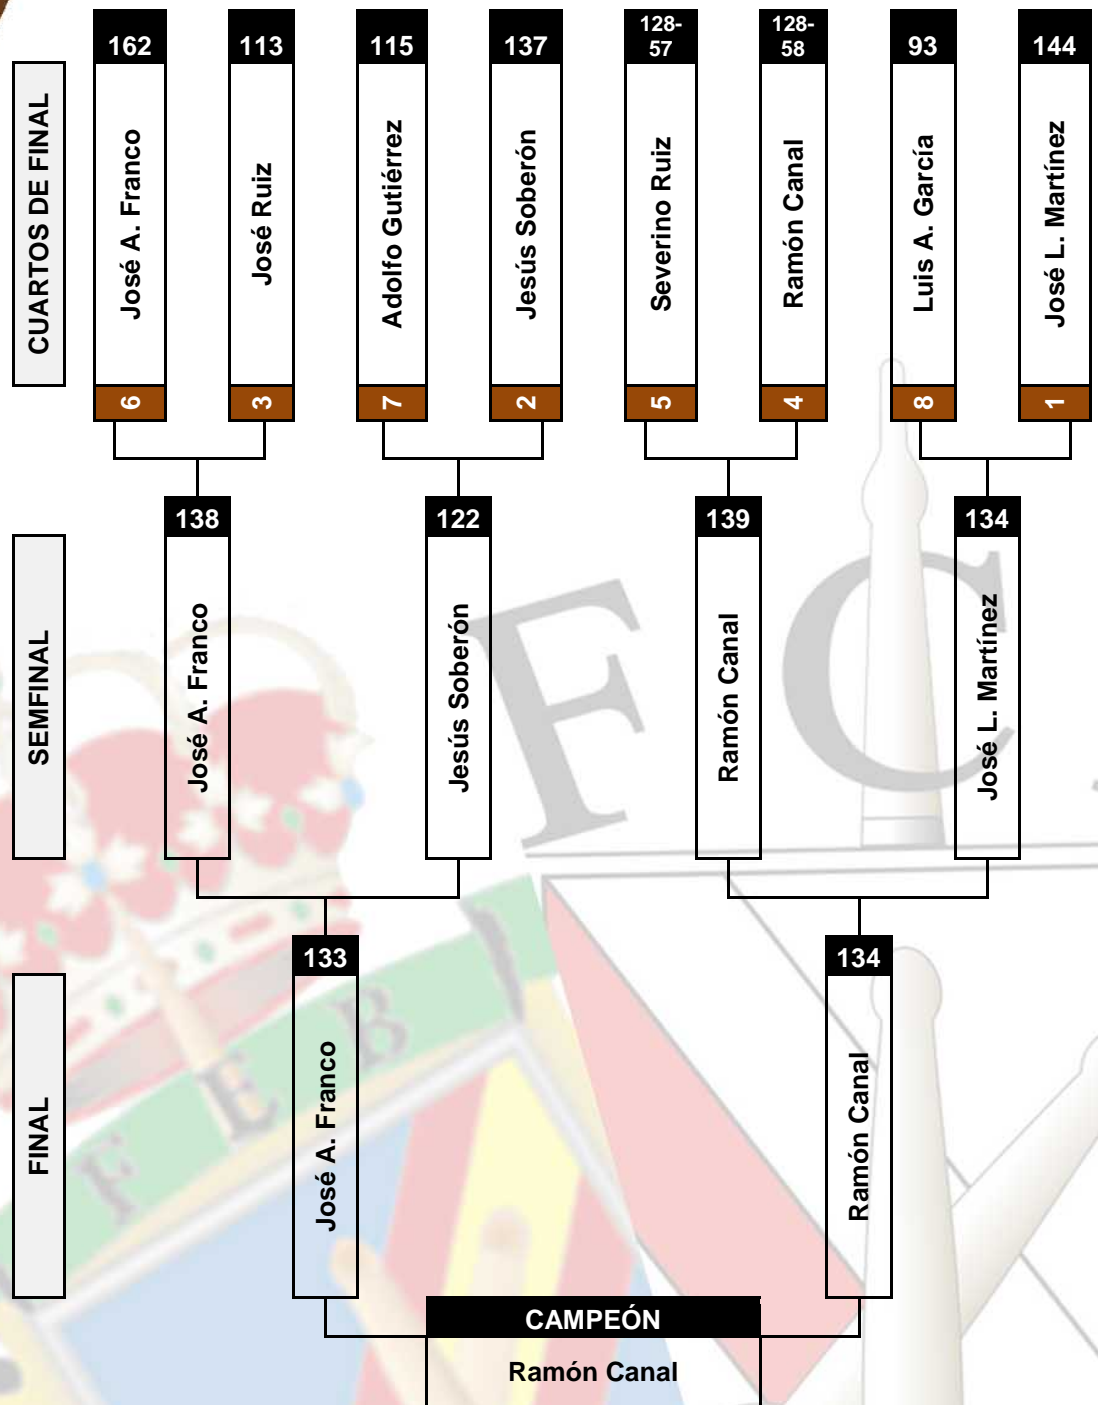 162
113
115
137
128-
57
128-
58
93
144
CUARTOS DE FINAL
José A. Franco
José Ruiz
Adolfo Gutiérrez
Jesús Soberón
Severino Ruiz
Ramón Canal
Luis A. García
José L. Martínez
6
3
7
2
5
4
8
1
138
122
139
134
SEMFINAL
José A. Franco
Jesús Soberón
Ramón Canal
José L. Martínez
F C
133
134
FINAL
José A. Franco
Ramón Canal
F E B
CAMPEÓN
Ramón Canal